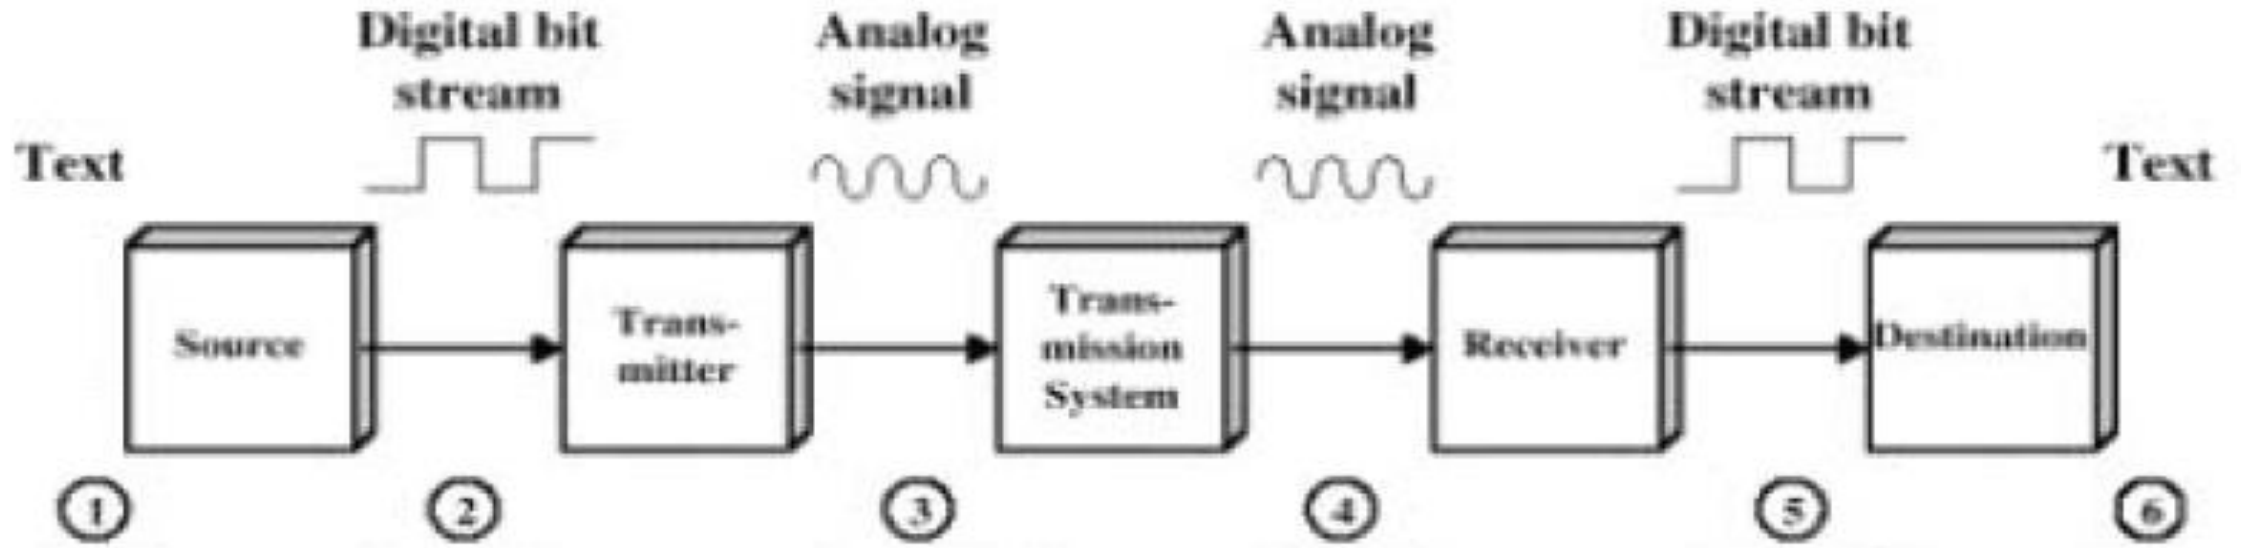 Text
Digital bit
stream
Analog
signal
Analog
signal
Digital bit
stream
Text
Source
Trans-
mitter
Trans-
mission
System
Receiver
Destination
1
2
3
4
5
6